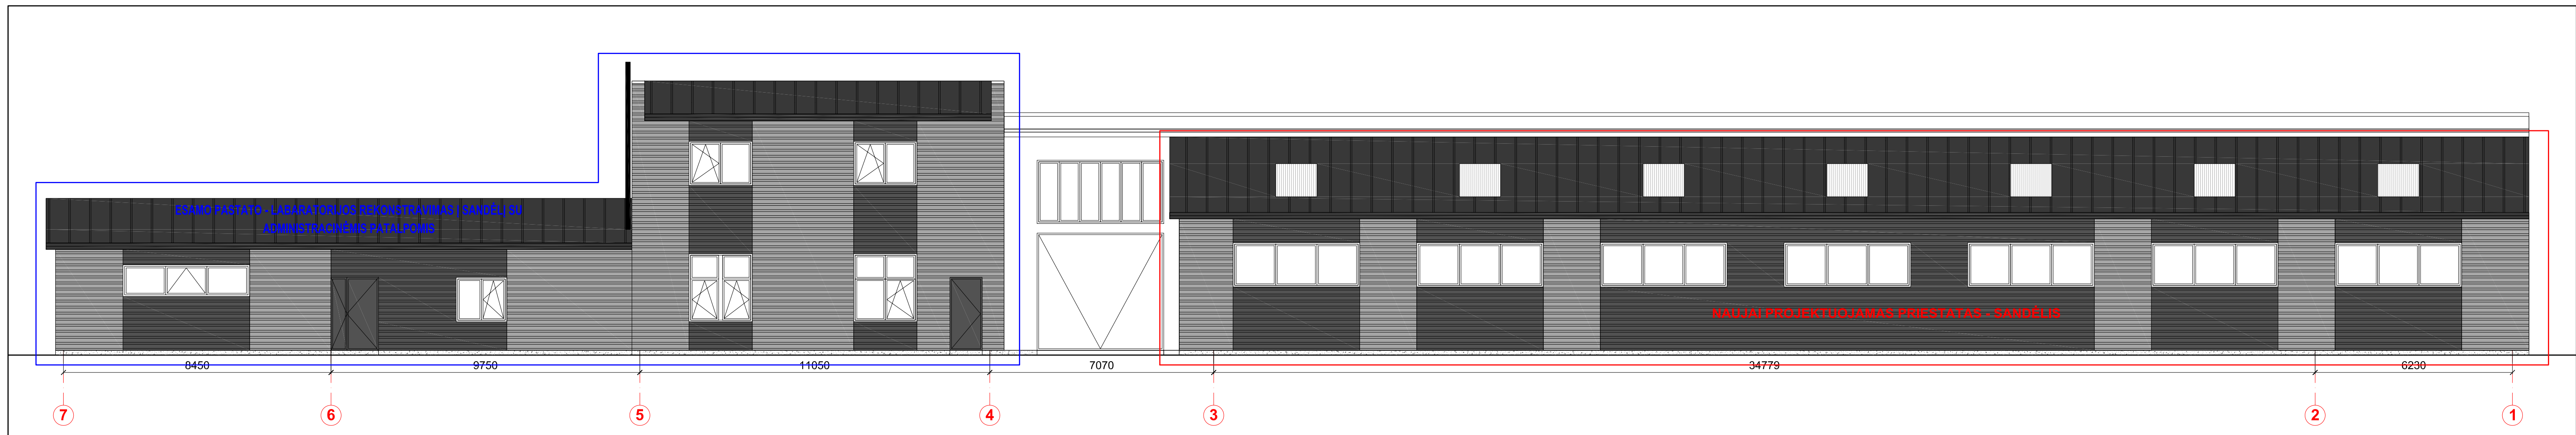 ESAMO PASTATO - LABARATORIJOS REKONSTRAVIMAS Į SANDĖLĮ SU
ADMINISTRACINĖMIS PATALPOMIS
NAUJAI PROJEKTUOJAMAS PRIESTATAS - SANDĖLIS
8450 9750 11050 7070 34779 6230
7 6 5 4 3 2 1